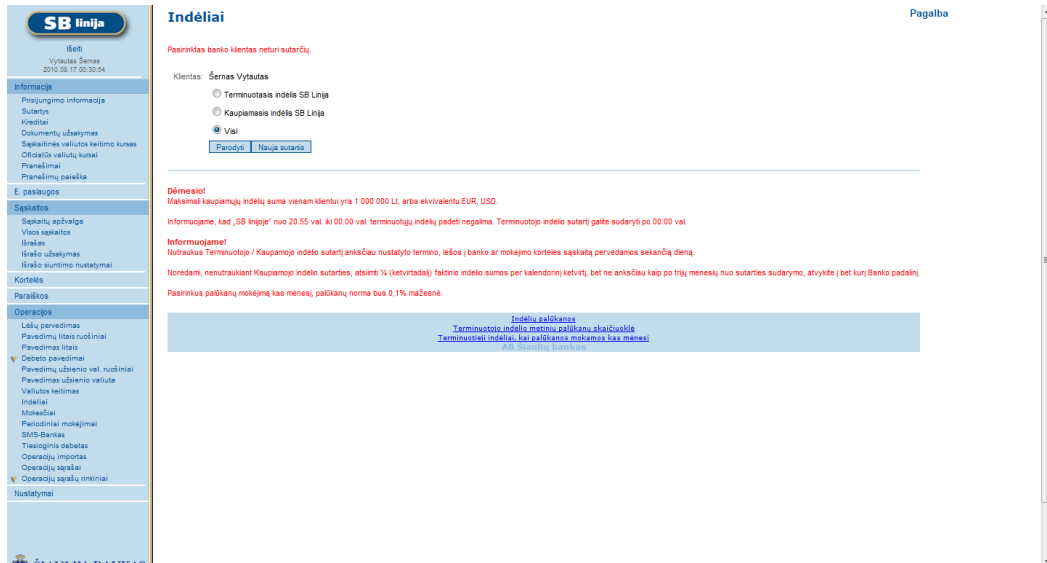 SB linija
Išeiti
Vytautas Šernas
2010.08.17 00:30:54
Informacija
Prisijungimo informacija
Sutartys
Kreditai
Dokumentų užsakymas
Sąskaitinės valiutos keitimo kursas
Oficialūs valiutų kursai
Pranešimai
Pranešimų paieška
E. paslaugos
Sąskaitos
Sąskaitų apžvalga
Visos sąskaitos
Išrašas
Išrašo užsakymas
Išrašo siuntimo nustatymai
Kortelės
Paraiškos
Operacijos
Lėšų pervedimas
Pavedimų litais ruošiniai
Pavedimas litais
Debeto pavedimai
Pavedimų užsienio val. ruošiniai
Pavedimas užsienio valiuta
Valiutos keitimas
Indėliai
Mokesčiai
Periodiniai mokėjimai
SMS-Bankas
Tiesioginis debetas
Operacijų importas
Operacijų sąrašai
Operacijų sąrašų rinkiniai
Nustatymai
ŠIAULIŲ BANKAS
Indėliai
Pagalba
Pasirinktas banko klientas neturi sutarčių.
Klientas: Šernas Vytautas
Terminuotasis indėlis SB Linija
Kaupiamasis indėlis SB Linija
Visi
Parodyti Nauja sutartis
Dėmesio!
Maksimali kaupiamųjų indėlių suma vienam klientui yra 1 000 000 Lt, arba ekvivalentu EUR, USD.
Informuojame, kad „SB linijoje" nuo 20.55 val. iki 00.00 val. terminuotųjų indėlių padėti negalima. Terminuotojo indėlio sutartį galite sudaryti po 00:00 val.
Informuojame!
Nutraukus Terminuotojo / Kaupamojo indėlio sutartį anksčiau nustatyto termino, lėšos į banko ar mokėjimo kortelės sąskaitą pervedamos sekančią dieną.
Norėdami, nenutraukiant Kaupiamojo indėlio sutarties, atsiimti ¼ (ketvirtadalį) faktinio indėlio sumos per kalendorinį ketvirtį, bet ne anksčiau kaip po trijų mėnesių nuo sutarties sudarymo, atvykite į bet kurį Banko padalinį.
Pasirinkus palūkanų mokėjimą kas mėnesį, palūkanų norma bus 0,1% mažesnė.
Indėlių palūkanos
Terminuotojo indėlio metinių palūkanų skaičiuoklė
Terminuotieji indėliai, kai palūkanos mokamos kas mėnesį
AB Šiaulių bankas